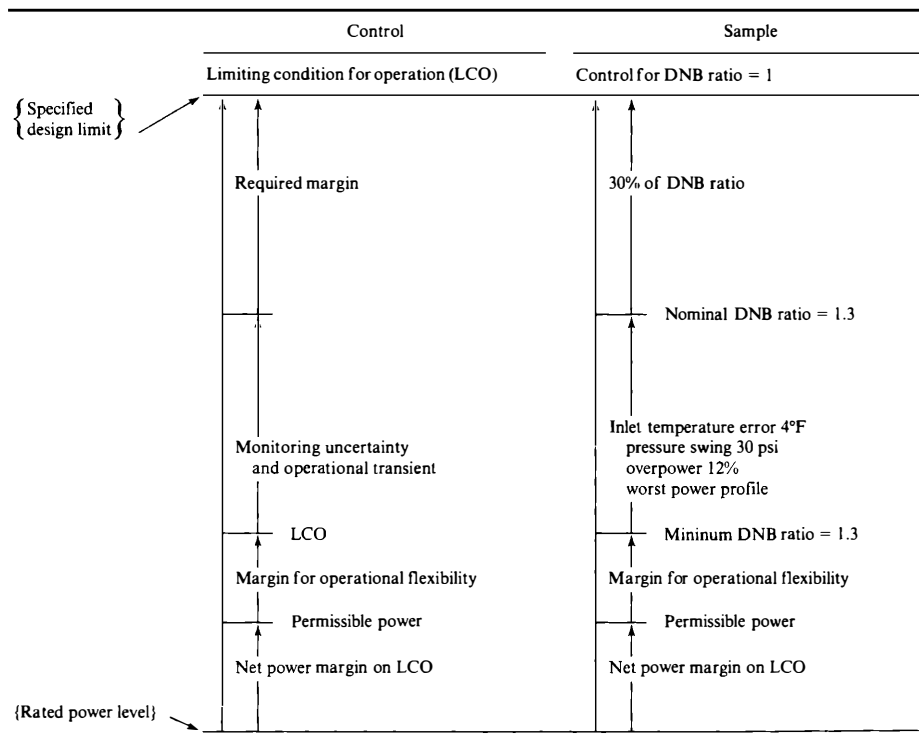 Control
Sample
Limiting condition for operation (LCO)
Control for DNB ratio = 1
{Specified
design limit}
Required margin
30% of DNB ratio
Nominal DNB ratio = 1.3
Monitoring uncertainty
and operational transient
Inlet temperature error 4°F
pressure swing 30 psi
overpower 12%
worst power profile
LCO
Mininum DNB ratio = 1.3
Margin for operational flexibility
Margin for operational flexibility
Permissible power
Permissible power
Net power margin on LCO
Net power margin on LCO
{Rated power level}